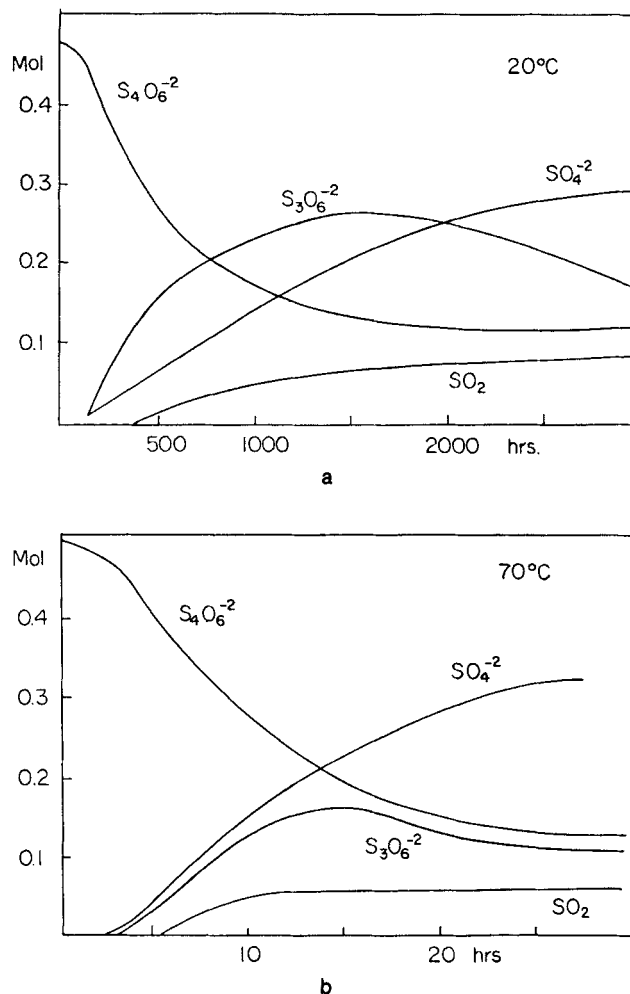 Mol
20°C
S₄O₆⁻²
0.4
SO₄⁻²
0.3
S₃O₆⁻²
0.2
0.1
SO₂
500 1000 2000 hrs.
a
Mol
70°C
S₄O₆⁻²
0.4
SO₄⁻²
0.3
0.2
0.1
S₃O₆⁻²
SO₂
10 20 hrs
b